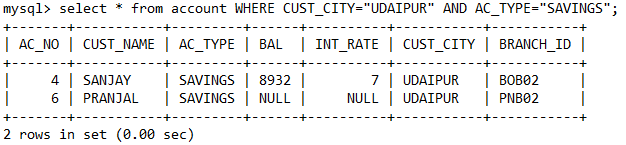 mysql> select * from account WHERE CUST_CITY="UDAIPUR" AND AC_TYPE="SAVINGS";
+-------+-----------+---------+------+----------+-----------+-----------+
| AC_NO | CUST_NAME | AC_TYPE | BAL  | INT_RATE | CUST_CITY | BRANCH_ID |
+-------+-----------+---------+------+----------+-----------+-----------+
|     4 | SANJAY    | SAVINGS | 8932 |        7 | UDAIPUR   | BOB02     |
|     6 | PRANJAL   | SAVINGS | NULL |     NULL | UDAIPUR   | PNB02     |
+-------+-----------+---------+------+----------+-----------+-----------+
2 rows in set (0.00 sec)